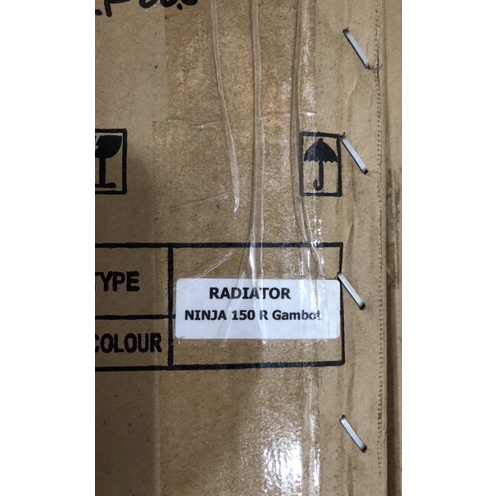 TYPE
RADIATOR
NINJA 150 R Gambot
COLOUR